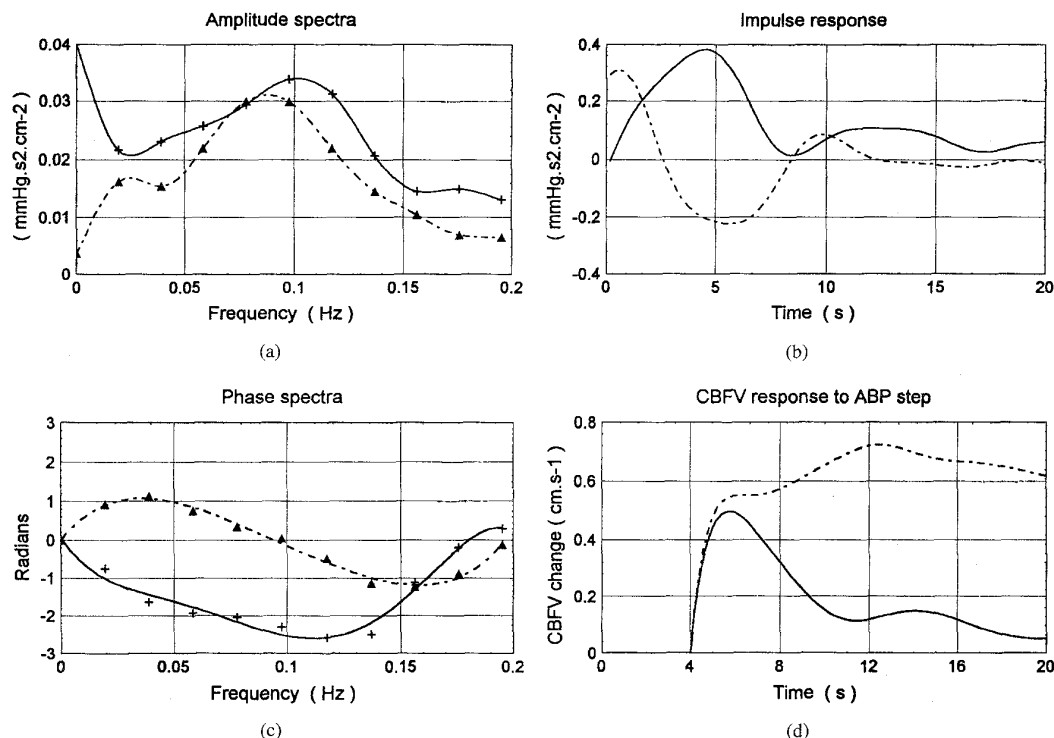 Amplitude spectra
( mmHg.s2.cm-2 )
0.04
0.03
0.02
0.01
0
0
0.05
0.1
0.15
0.2
Frequency ( Hz )
(a)
Impulse response
( mmHg.s2.cm-2 )
0.4
0.2
0
-0.2
-0.4
0
5
10
15
20
Time ( s )
(b)
Phase spectra
Radians
3
2
1
0
-1
-2
-3
0
0.05
0.1
0.15
0.2
Frequency ( Hz )
(c)
CBFV response to ABP step
CBFV change ( cm.s-1 )
0.8
0.6
0.4
0.2
0
0
4
8
12
16
20
Time ( s )
(d)